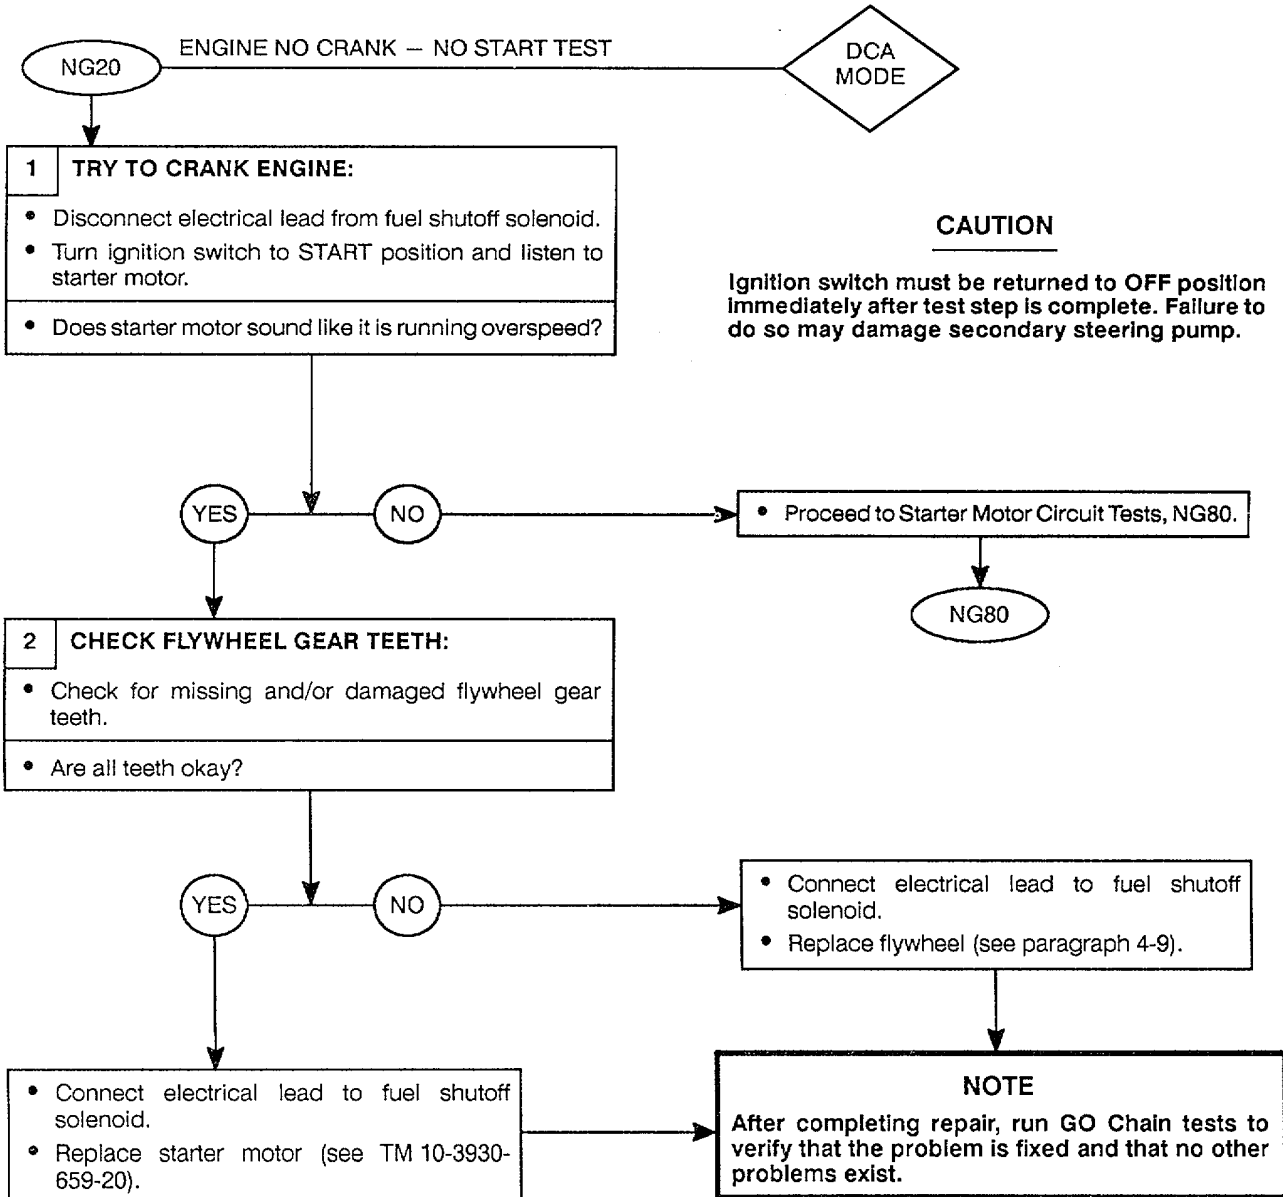 NG20
ENGINE NO CRANK – NO START TEST
DCA
MODE
1 TRY TO CRANK ENGINE:
• Disconnect electrical lead from fuel shutoff solenoid.
• Turn ignition switch to START position and listen to
starter motor.
• Does starter motor sound like it is running overspeed?
CAUTION
Ignition switch must be returned to OFF position
immediately after test step is complete. Failure to
do so may damage secondary steering pump.
YES
NO
• Proceed to Starter Motor Circuit Tests, NG80.
NG80
2 CHECK FLYWHEEL GEAR TEETH:
• Check for missing and/or damaged flywheel gear
teeth.
• Are all teeth okay?
YES
NO
• Connect electrical lead to fuel shutoff
solenoid.
• Replace flywheel (see paragraph 4-9).
• Connect electrical lead to fuel shutoff
solenoid.
• Replace starter motor (see TM 10-3930-
659-20).
NOTE
After completing repair, run GO Chain tests to
verify that the problem is fixed and that no other
problems exist.